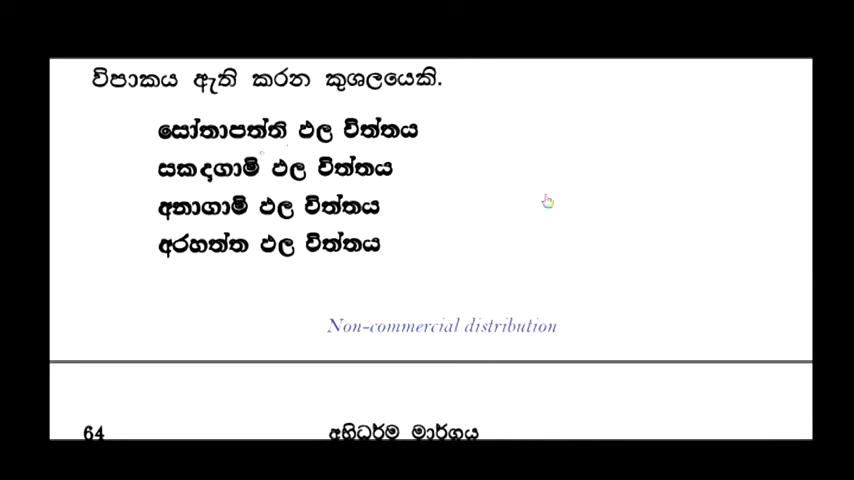 විපාකය ඇති කරන කුශලයෙකි.
සෝතාපත්ති ඵල චිත්තය
සකදාගාමි ඵල චිත්තය
අනාගාමි ඵල චිත්තය
අරහත්ත ඵල චිත්තය
Non-commercial distribution
64 අභිධර්ම මාර්ගය